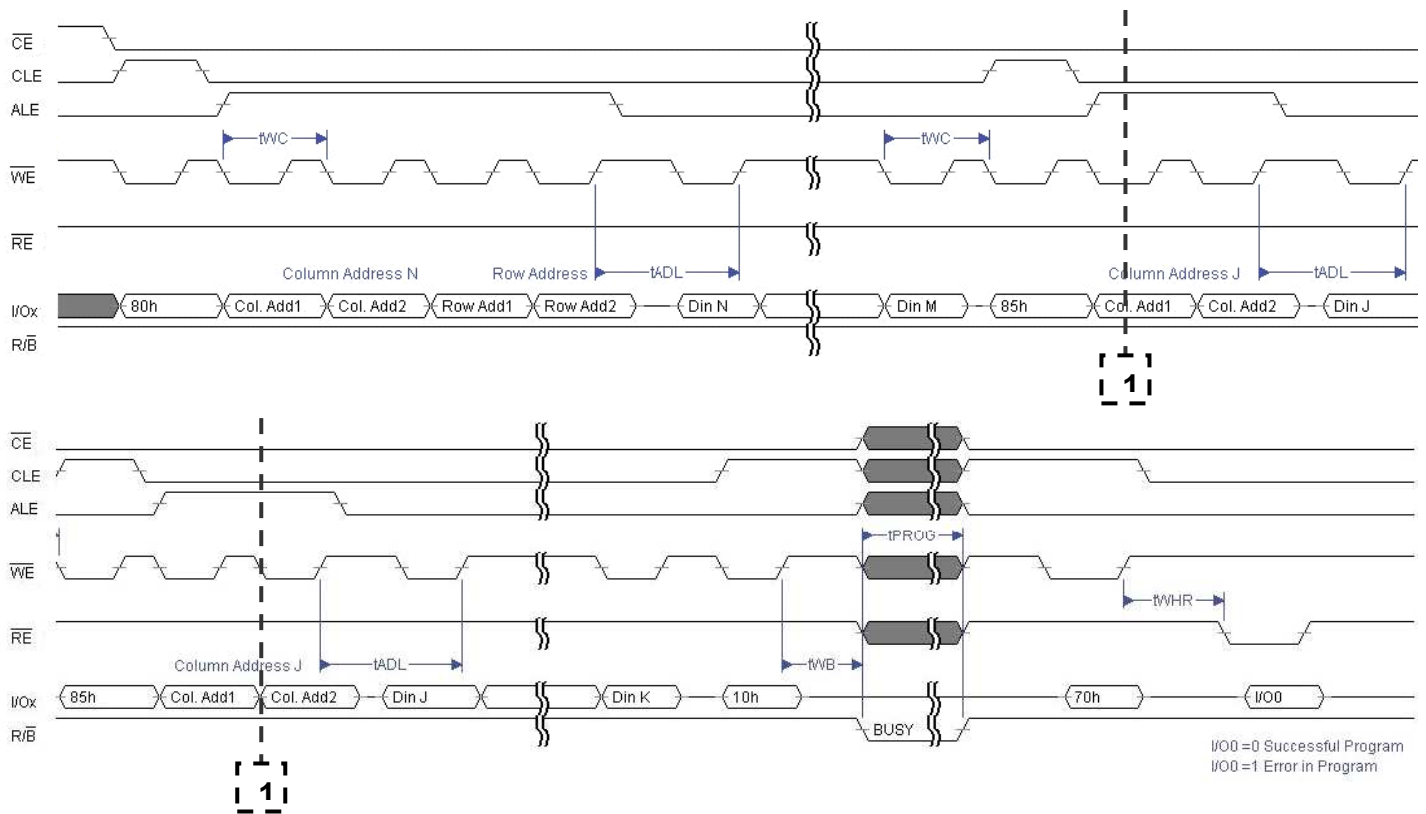 CE
CLE
ALE
tWC tWC
WE
RE
Column Address N Row Address tADL Column Address J tADL
I/Ox 80h Col. Add1 Col. Add2 Row Add1 Row Add2 Din N Din M 85h Col. Add1 Col. Add2 Din J
R/B
1
CE
CLE
ALE
tPROG
WE
tWHR
RE
Column Address J tADL tWB
I/Ox 85h Col. Add1 Col. Add2 Din J Din K 10h 70h I/O0
R/B BUSY
I/O0 =0 Successful Program
I/O0 =1 Error in Program
1